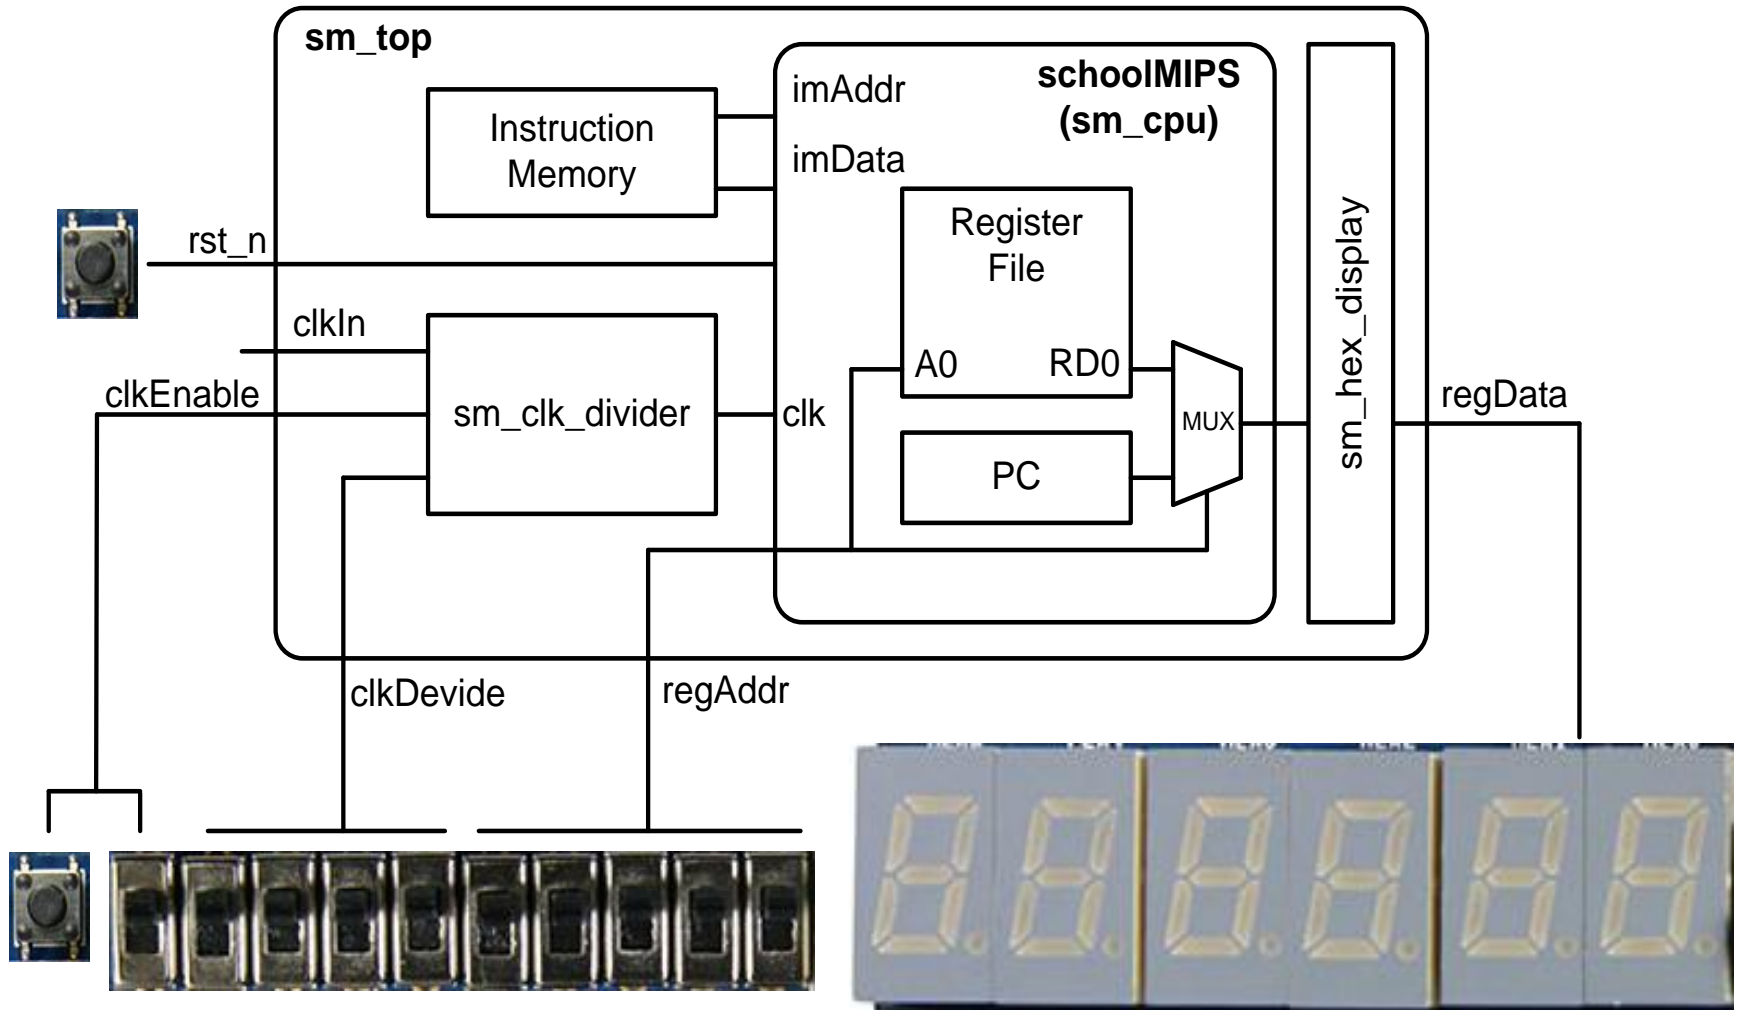 sm_top
schoolMIPS
(sm_cpu)
imAddr
Instruction
Memory
imData
Register
File
rst_n
clkIn
A0
RD0
clkEnable
sm_clk_divider
clk
MUX
sm_hex_display
regData
PC
clkDevide
regAddr